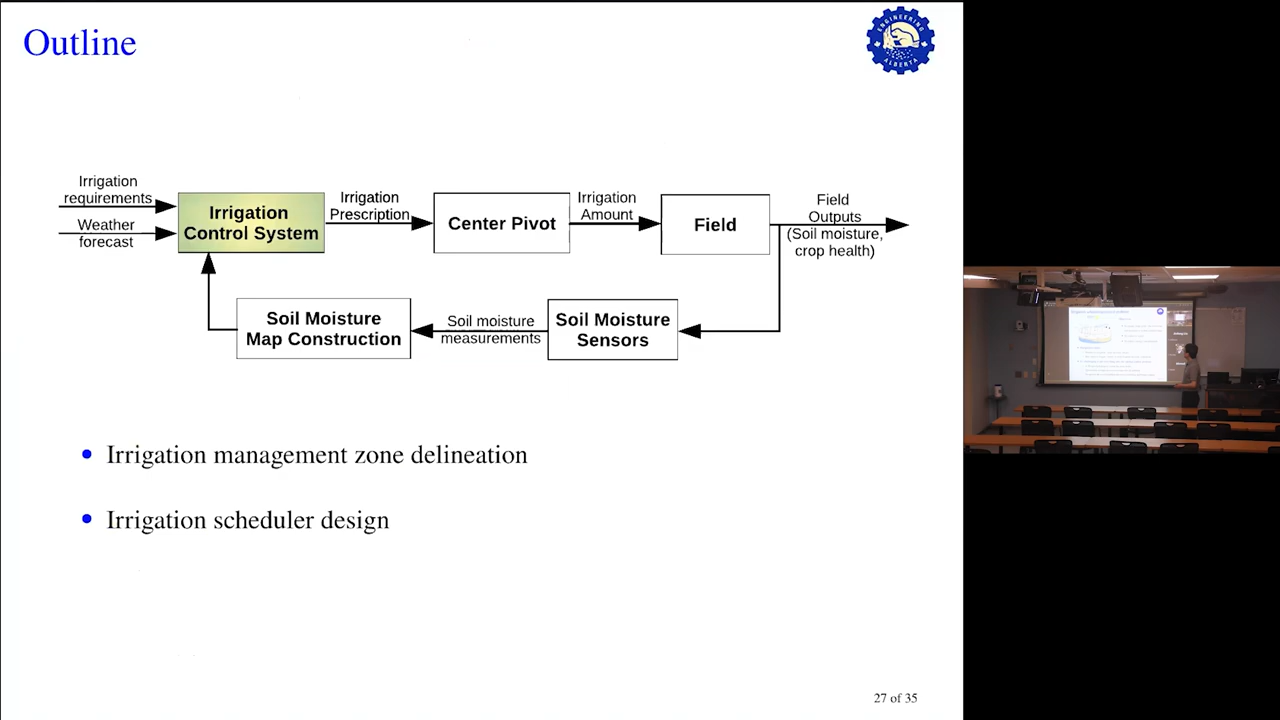 Outline
ENGINEERING
ALBERTA
Irrigation
requirements
Weather
forecast
Irrigation
Control System
Irrigation
Prescription
Center Pivot
Irrigation
Amount
Field
Field
Outputs
(Soil moisture,
crop health)
Soil Moisture
Map Construction
Soil moisture
measurements
Soil Moisture
Sensors
• Irrigation management zone delineation
• Irrigation scheduler design
27 of 35